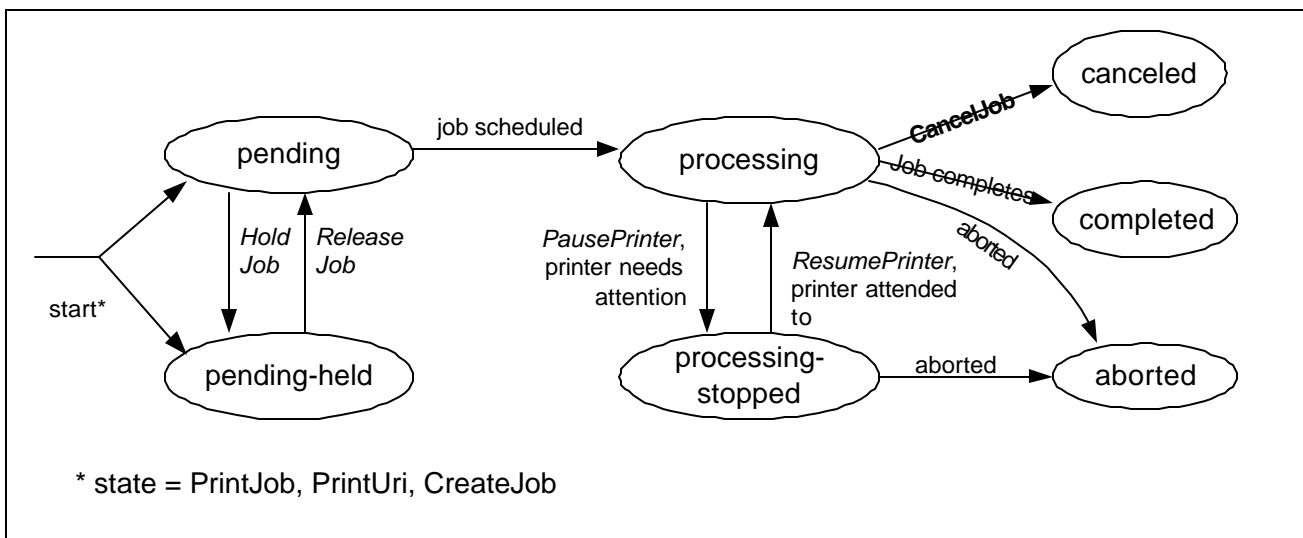 canceled
CancelJob
job scheduled
pending
processing
Job completes
completed
Hold
Job
Release
Job
PausePrinter,
printer needs
attention
ResumePrinter,
printer attended
to
aborted
start*
pending-held
processing-
stopped
aborted
aborted
* state = PrintJob, PrintUri, CreateJob